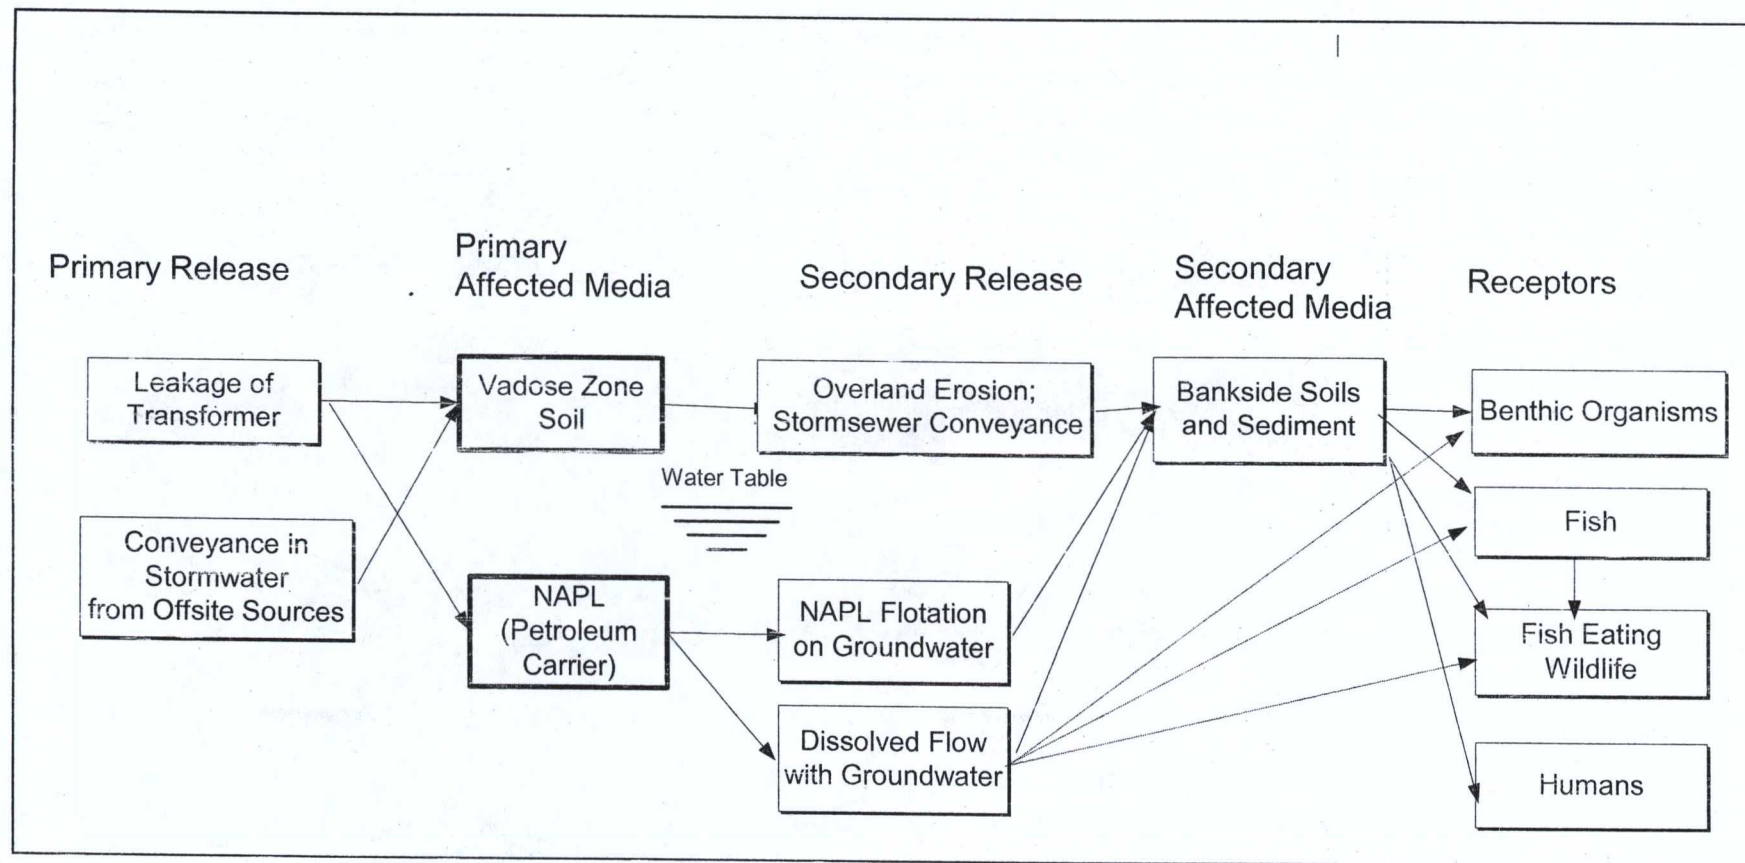 Primary Release
Primary
Affected Media
Secondary Release
Secondary
Affected Media
Receptors
Leakage of
Transformer
Vadose Zone
Soil
Overland Erosion;
Stormsewer Conveyance
Bankside Soils
and Sediment
Benthic Organisms
Water Table
Fish
Conveyance in
Stormwater
from Offsite Sources
NAPL
(Petroleum
Carrier)
NAPL Flotation
on Groundwater
Fish Eating
Wildlife
Dissolved Flow
with Groundwater
Humans